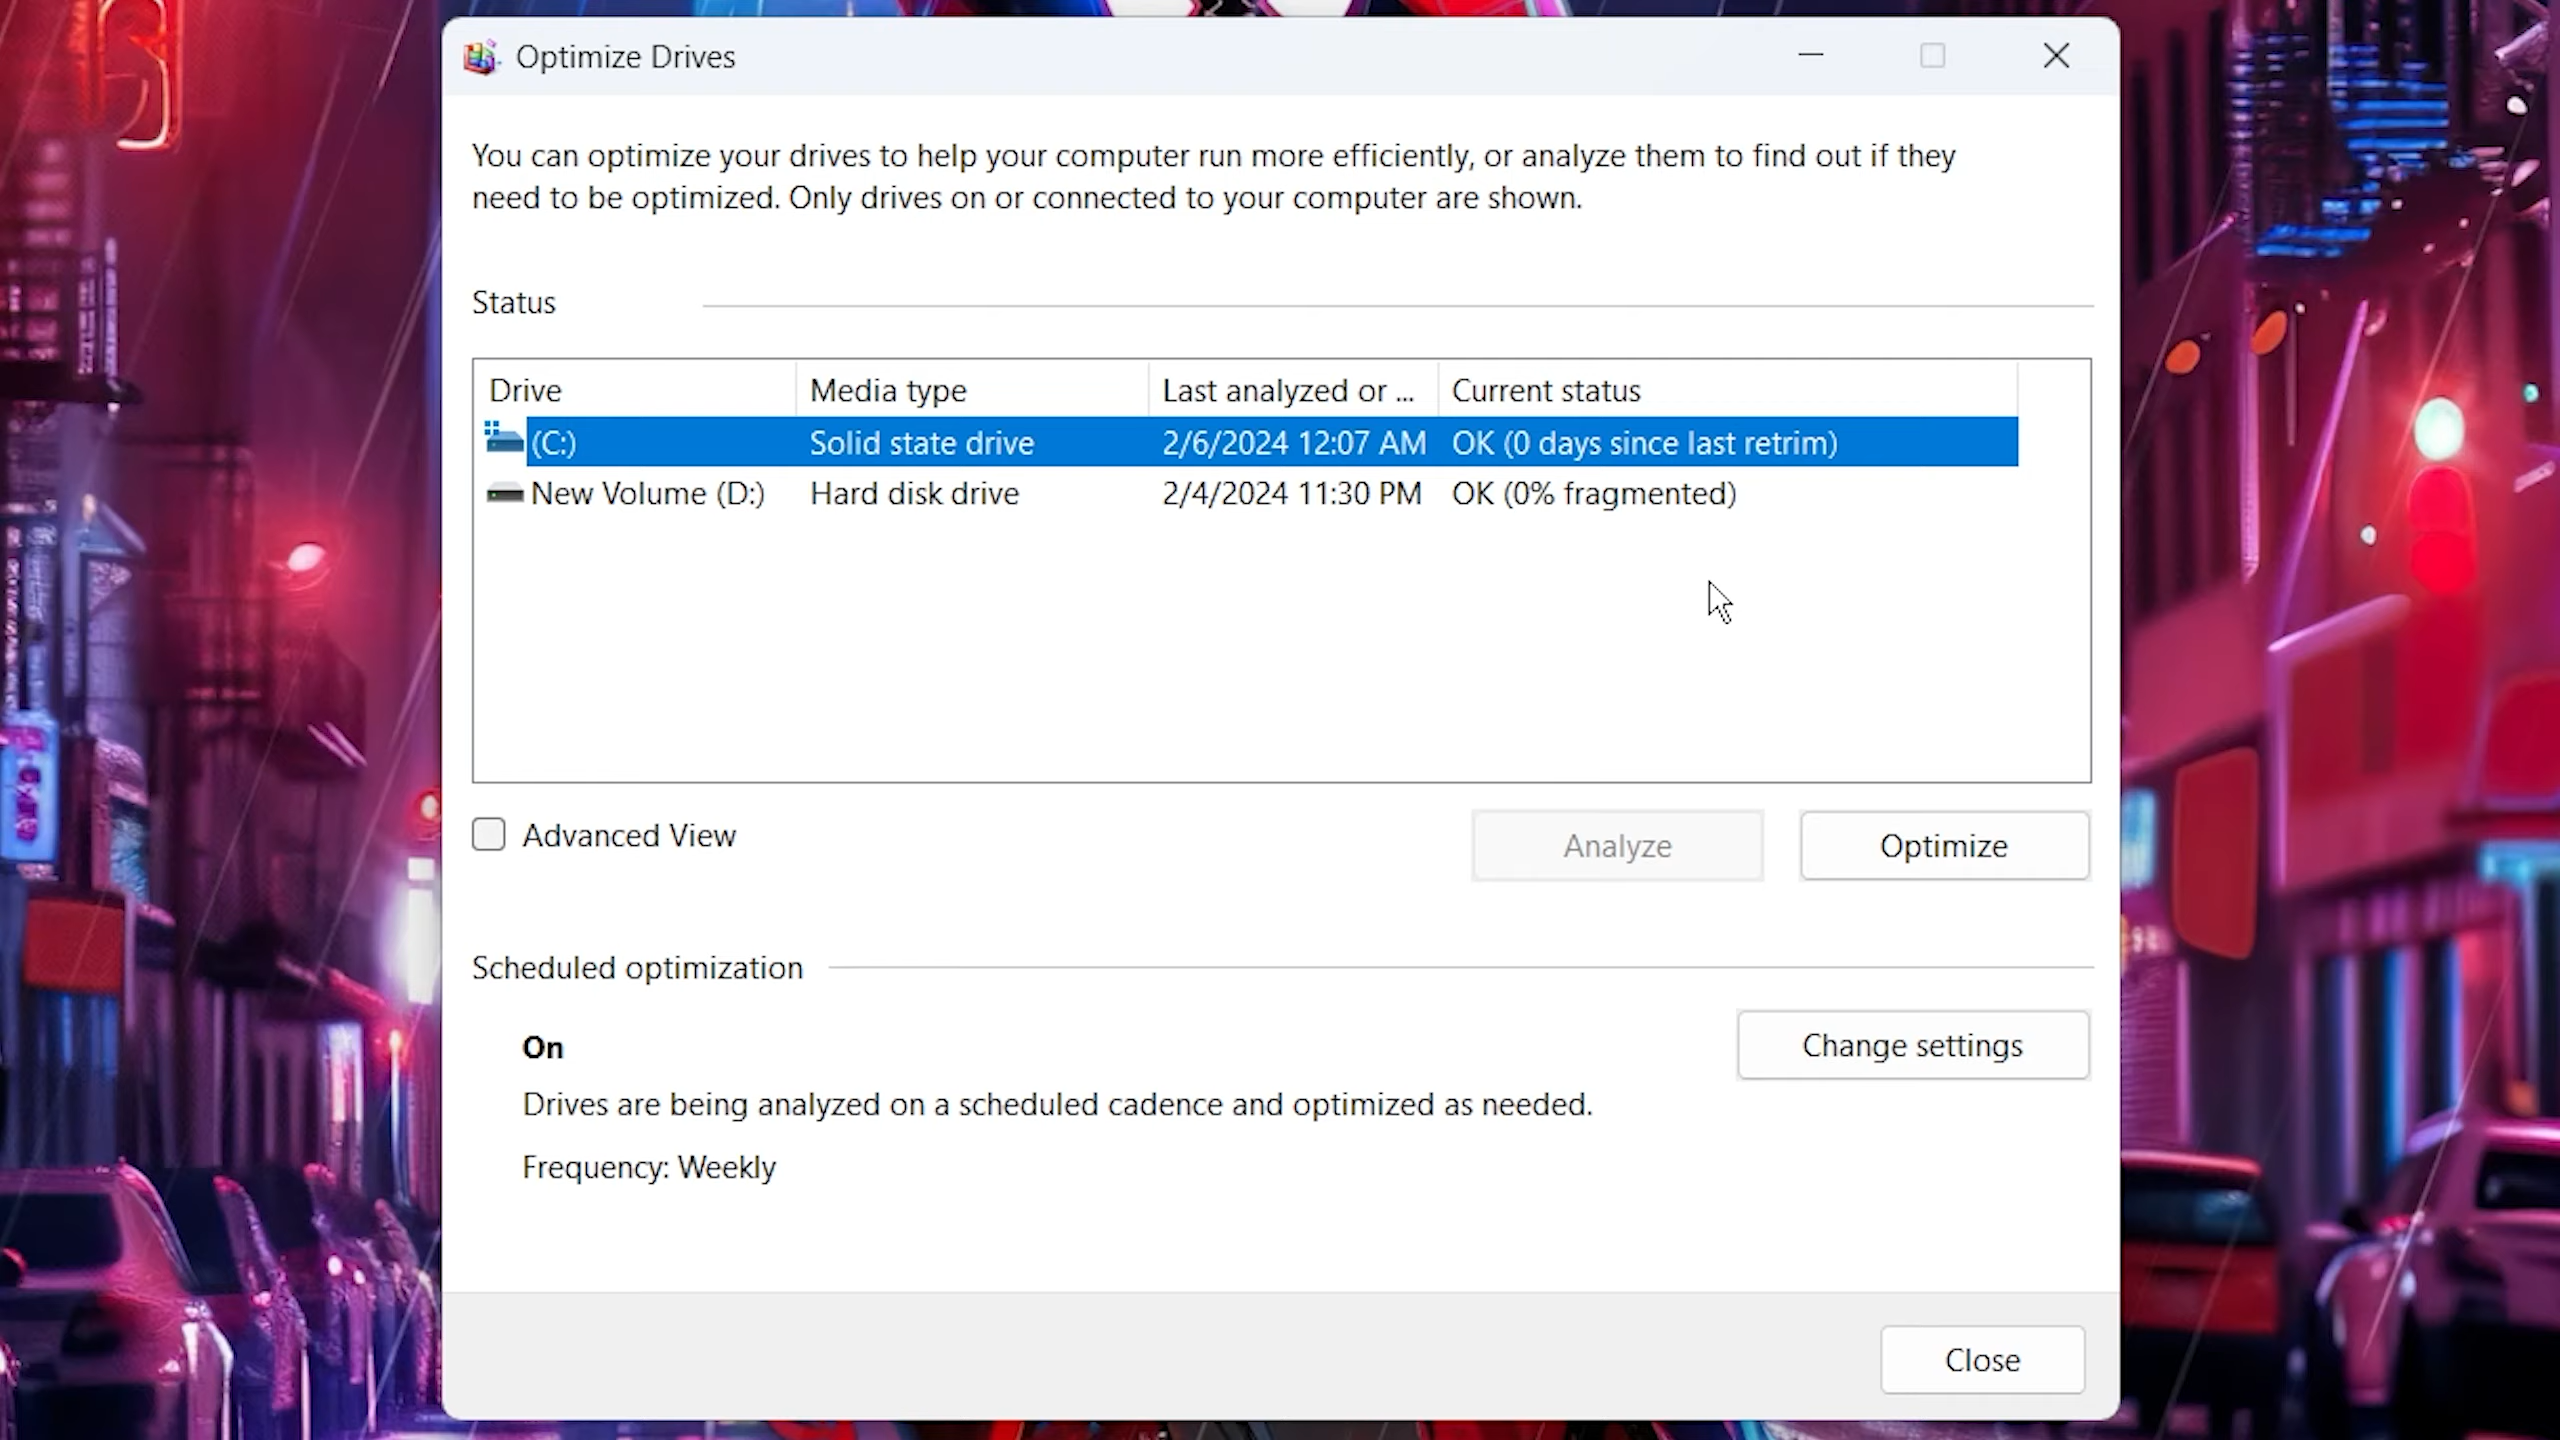 Optimize Drives
You can optimize your drives to help your computer run more efficiently, or analyze them to find out if they
need to be optimized. Only drives on or connected to your computer are shown.
Status
Drive Media type Last analyzed or ... Current status
(C:) Solid state drive 2/6/2024 12:07 AM OK (0 days since last retrim)
New Volume (D:) Hard disk drive 2/4/2024 11:30 PM OK (0% fragmented)
Advanced View Analyze Optimize
Scheduled optimization
On Change settings
Drives are being analyzed on a scheduled cadence and optimized as needed.
Frequency: Weekly
Close